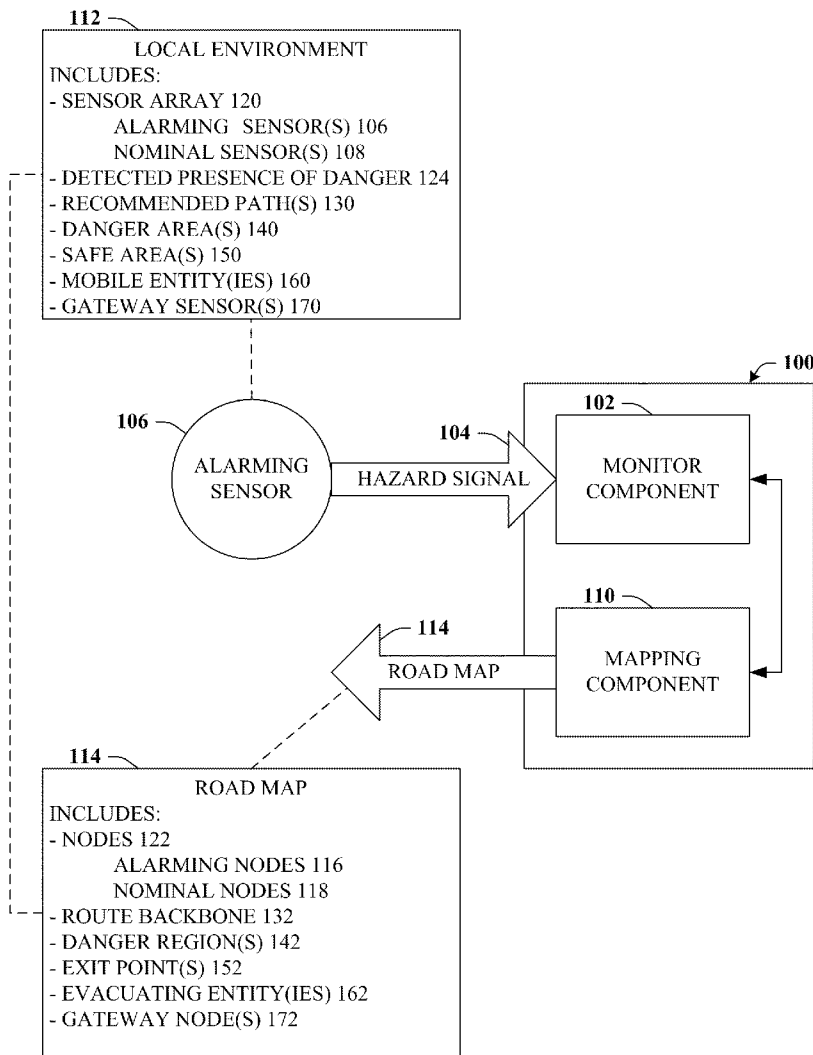 112
LOCAL ENVIRONMENT
INCLUDES:
- SENSOR ARRAY 120
ALARMING SENSOR(S) 106
NOMINAL SENSOR(S) 108
- DETECTED PRESENCE OF DANGER 124
- RECOMMENDED PATH(S) 130
- DANGER AREA(S) 140
- SAFE AREA(S) 150
- MOBILE ENTITY(IES) 160
- GATEWAY SENSOR(S) 170
100
106
ALARMING
SENSOR
104
HAZARD SIGNAL
102
MONITOR
COMPONENT
110
MAPPING
COMPONENT
114
ROAD MAP
114
ROAD MAP
INCLUDES:
- NODES 122
ALARMING NODES 116
NOMINAL NODES 118
- ROUTE BACKBONE 132
- DANGER REGION(S) 142
- EXIT POINT(S) 152
- EVACUATING ENTITY(IES) 162
- GATEWAY NODE(S) 172